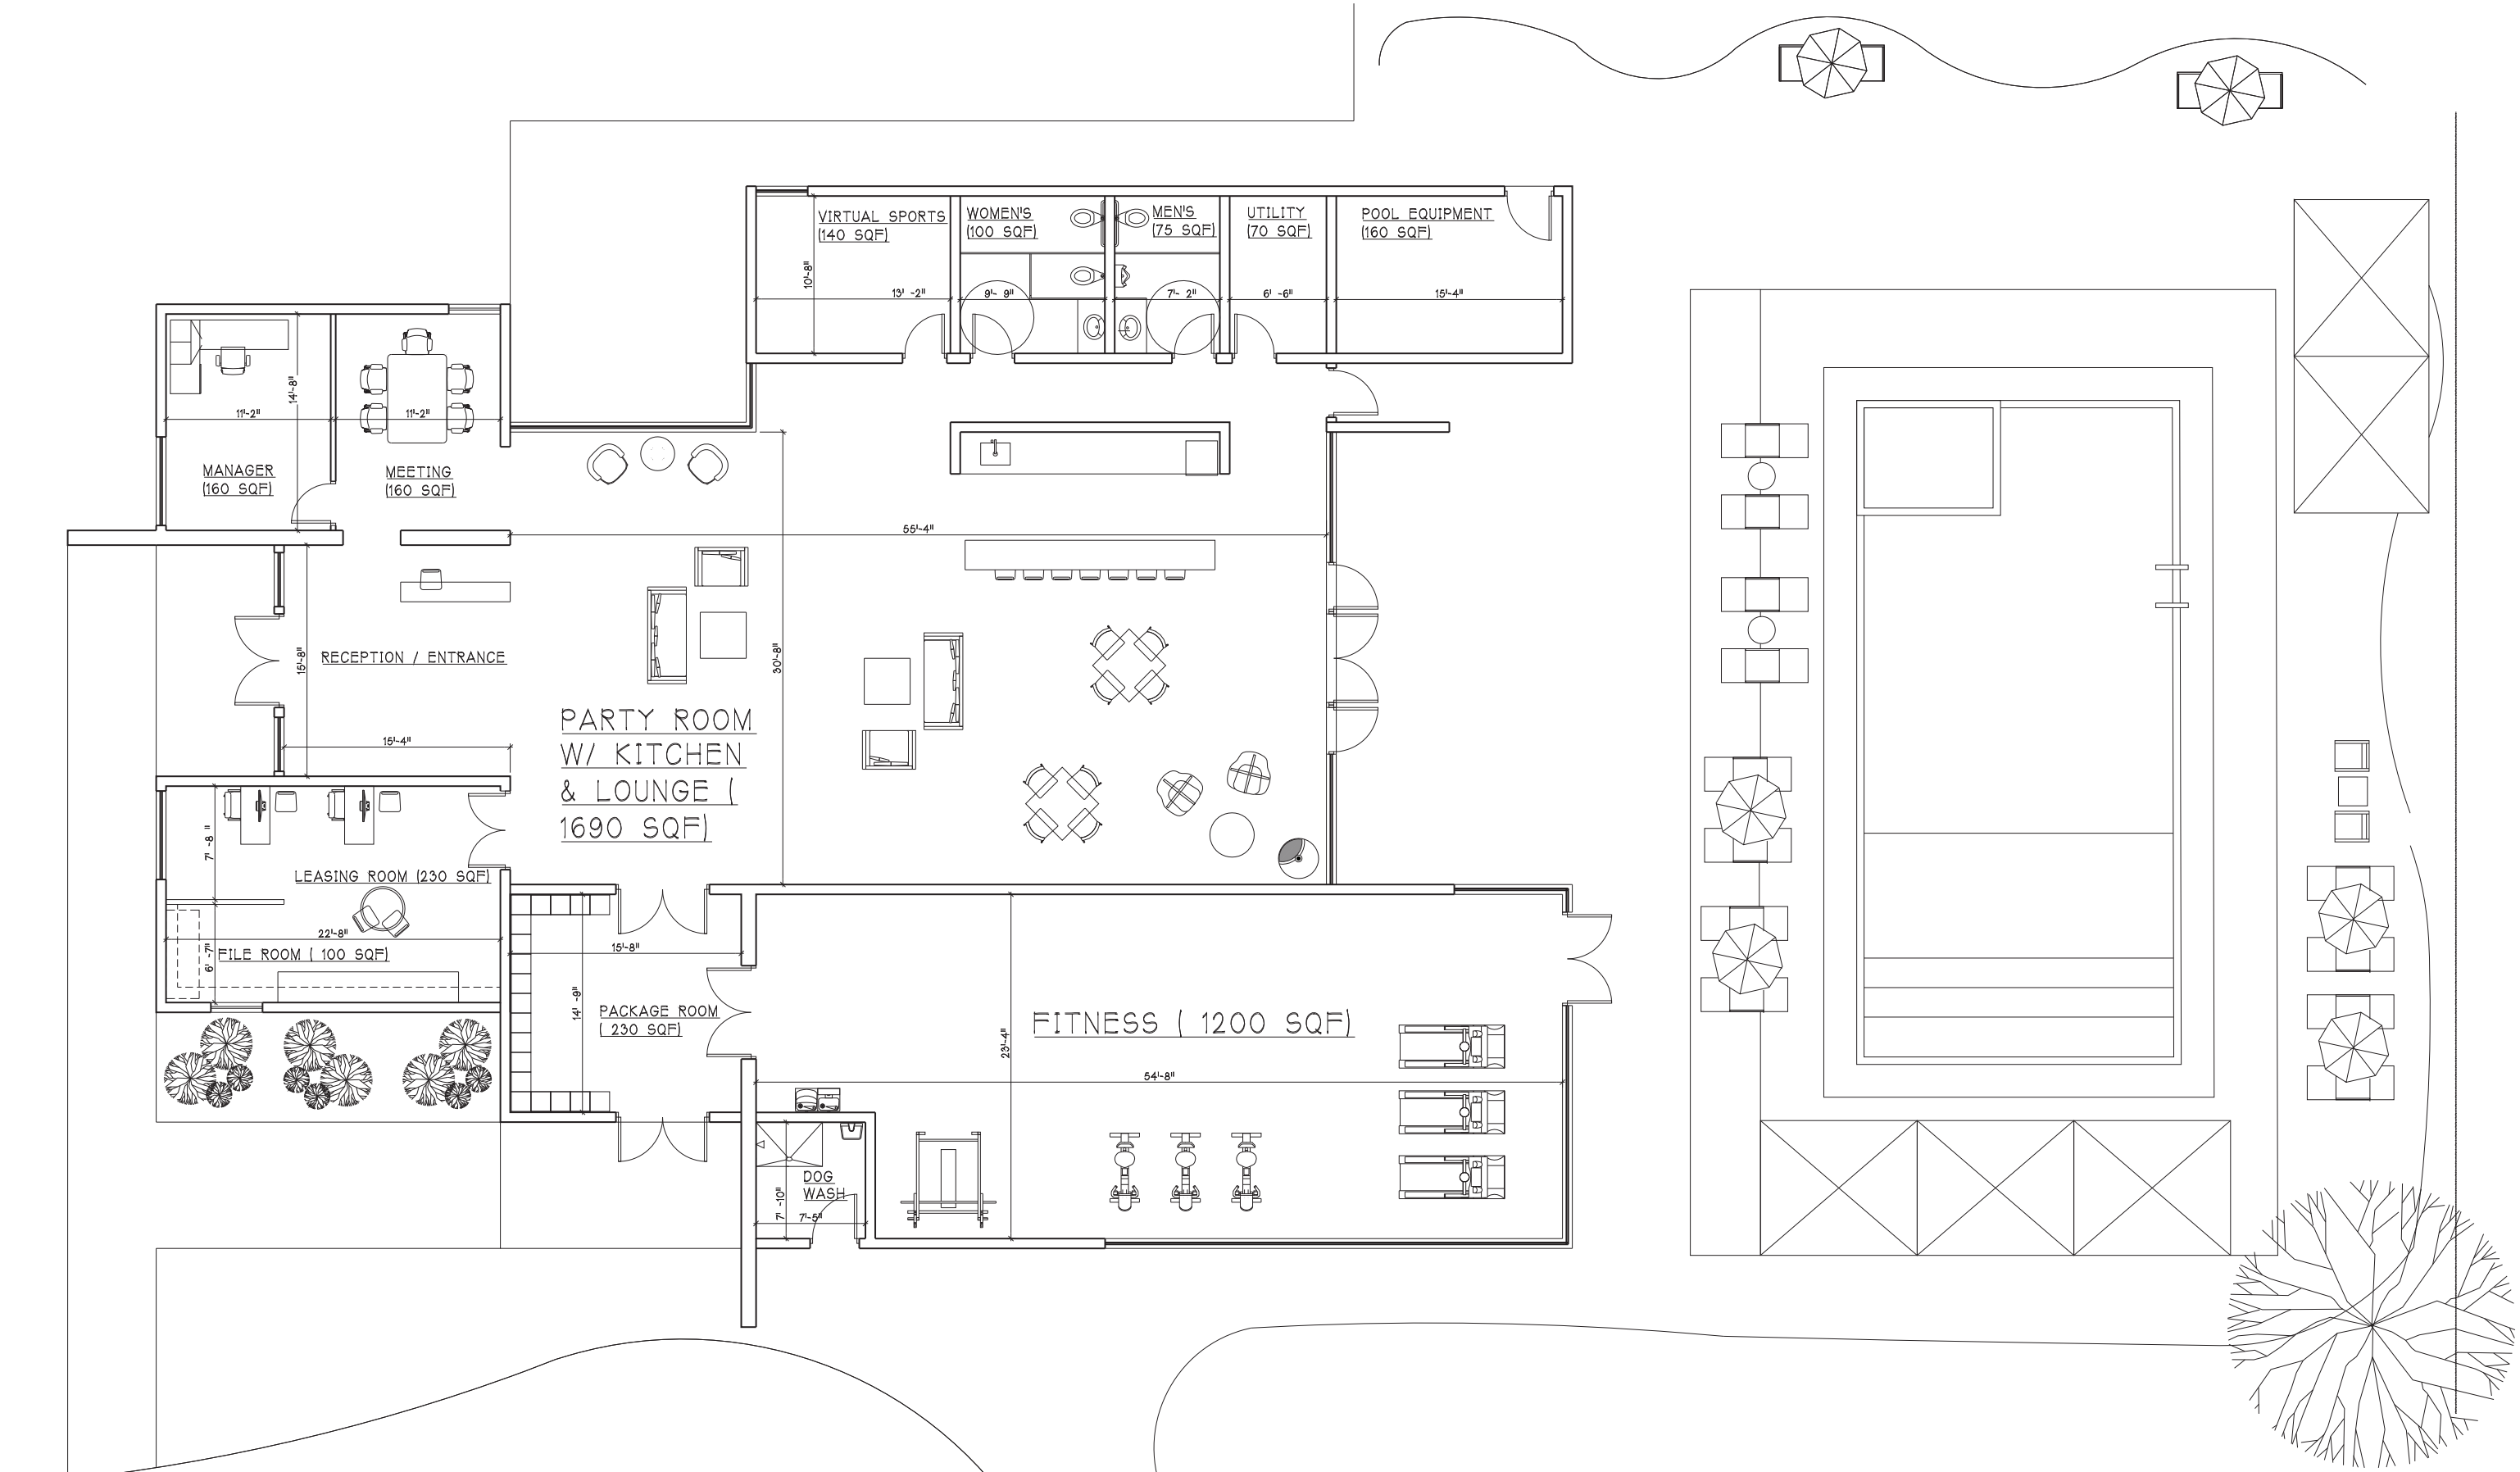 VIRTUAL SPORTS
(140 SQF)
WOMEN'S
(100 SQF)
MEN'S
(75 SQF)
UTILITY
(70 SQF)
POOL EQUIPMENT
(160 SQF)
10'-8"
13' -2"
9'- 9"
7'- 2"
6' -6"
15'-4"
14'-8"
11'-2"
11'-2"
MANAGER
(160 SQF)
MEETING
(160 SQF)
55'-4"
15'-8"
RECEPTION / ENTRANCE
30'-8"
15'-4"
PARTY ROOM
W/ KITCHEN
& LOUNGE (
1690 SQF)
7' -8 "
LEASING ROOM (230 SQF)
22'-8"
6' -7"
FILE ROOM ( 100 SQF)
15'-8"
14' -9"
PACKAGE ROOM
( 230 SQF)
FITNESS ( 1200 SQF)
23'-4"
54'-8"
DOG
WASH
7' -10"
7'-5"